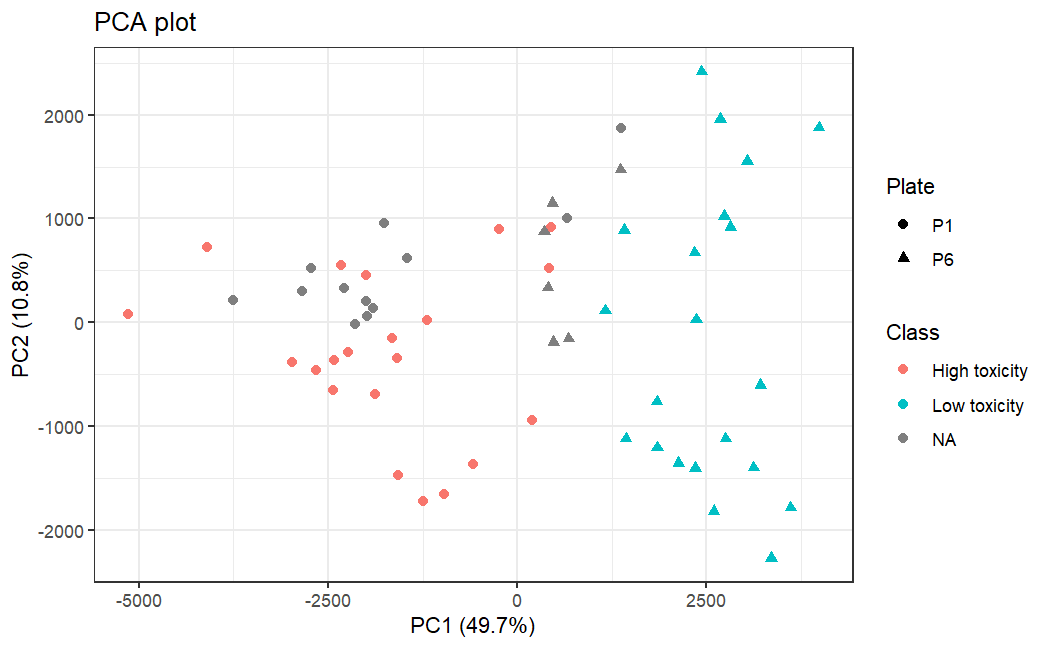 PCA plot
2000
1000
0
-1000
-2000
PC2 (10.8%)
-5000
-2500
0
2500
PC1 (49.7%)
Plate
P1
P6
Class
High toxicity
Low toxicity
NA